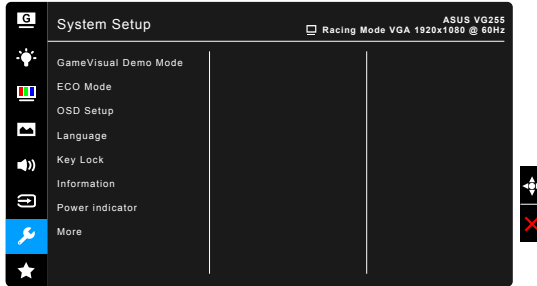 G
System Setup
ASUS VG255
Racing Mode VGA 1920x1080 @ 60Hz
GameVisual Demo Mode
ECO Mode
OSD Setup
Language
Key Lock
Information
Power indicator
More